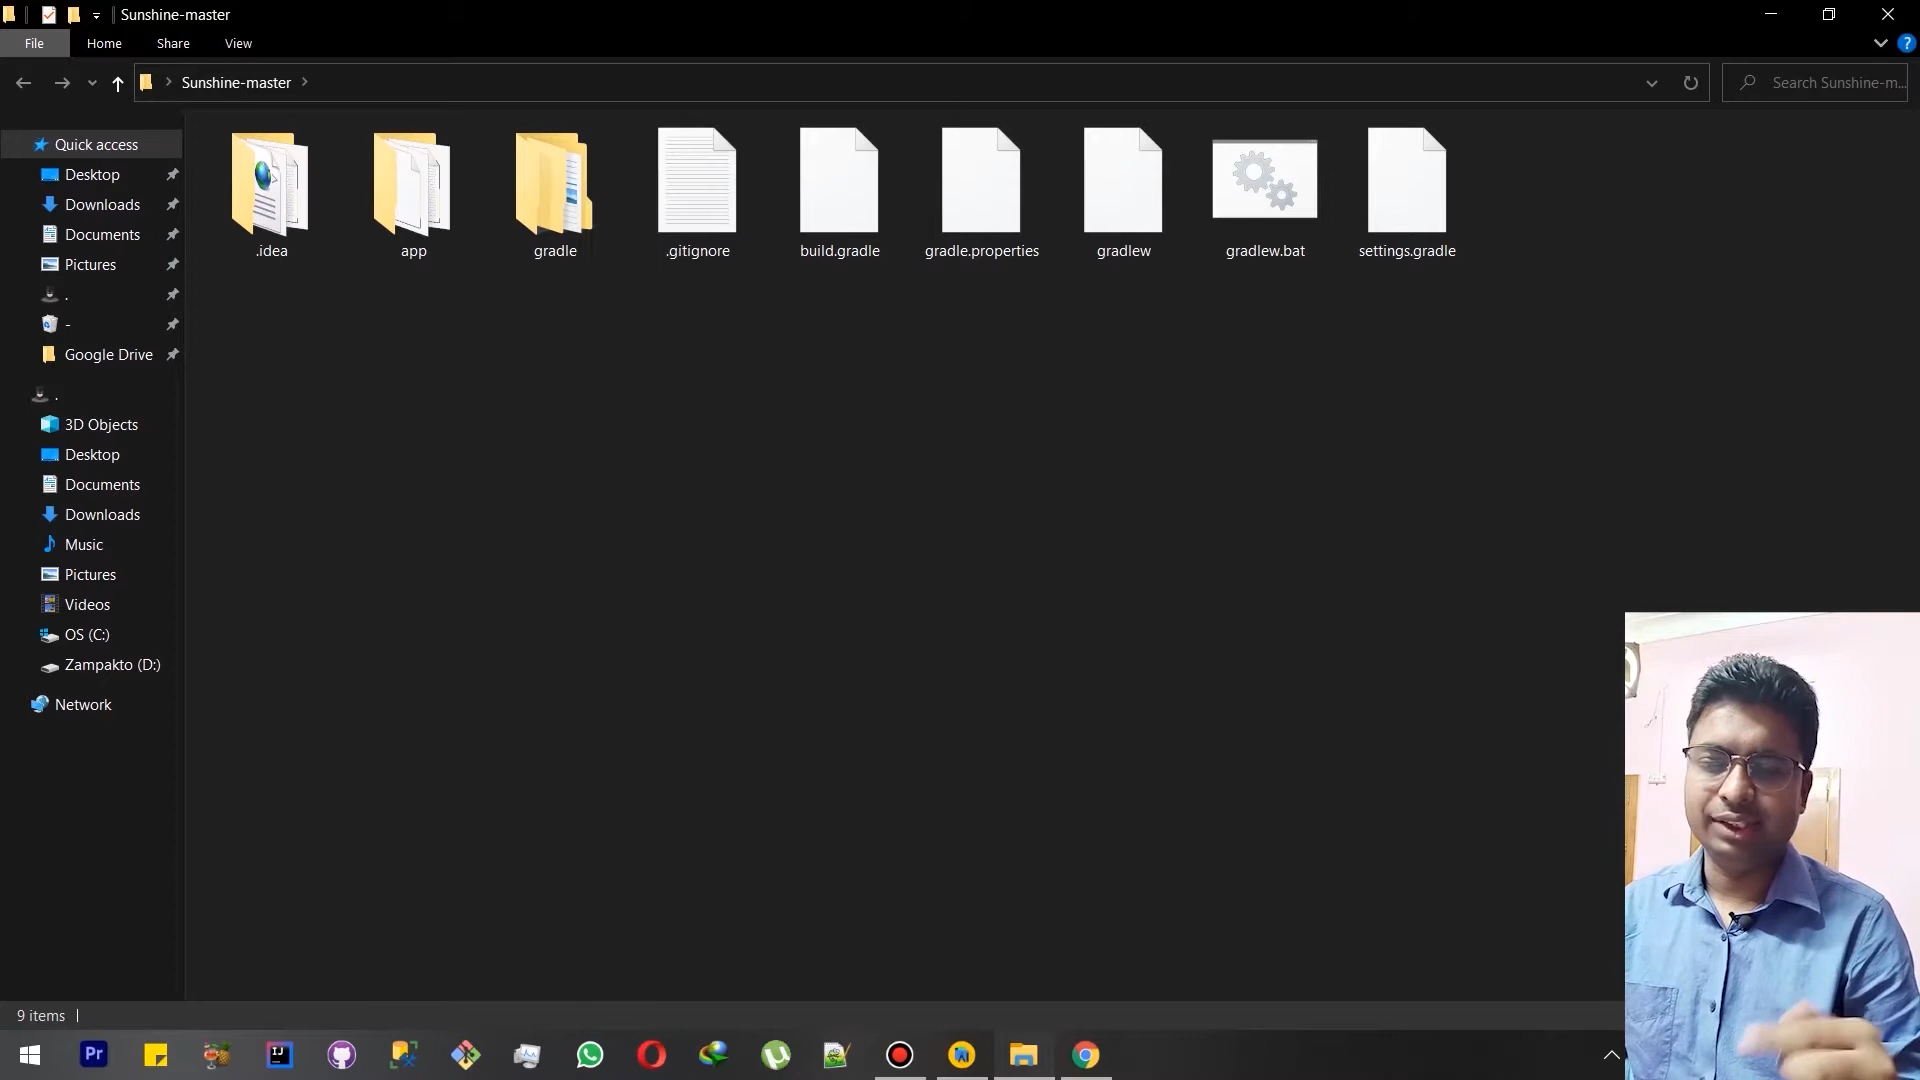 Sunshine-master
File
Home
Share
View
?
Sunshine-master
Search Sunshine-m...
Quick access
Desktop
Downloads
Documents
Pictures
.
-
Google Drive
.
3D Objects
Desktop
Documents
Downloads
Music
Pictures
Videos
OS (C:)
Zampakto (D:)
Network
.idea
app
gradle
.gitignore
build.gradle
gradle.properties
gradlew
gradlew.bat
settings.gradle
9 items
Pr
IJ